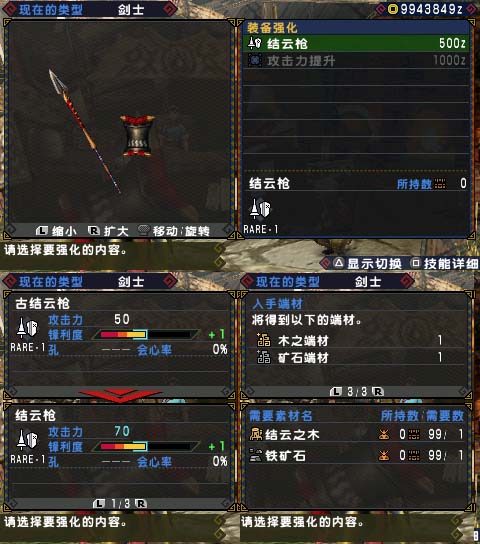 现在的类型 剑士
9943849z
装备强化
结云枪 500z
攻击力提升 1000z
结云枪 所持数 0
RARE-1
L 缩小 R 扩大 移动/旋转
请选择要强化的内容。
△显示切换 □技能详细
现在的类型 剑士
古结云枪
攻击力 50
锋利度 +1
RARE-1 孔 --- 会心率 0%
结云枪
攻击力 70
锋利度 +1
RARE-1 孔 --- 会心率 0%
L 1/3 R
请选择要强化的内容。
现在的类型 剑士
入手端材
将得到以下的端材。
木之端材 1
矿石端材 1
L 3/3 R
需要素材名 所持数/需要数
结云之木 0 99/ 1
铁矿石 0 99/ 1
请选择要强化的内容。